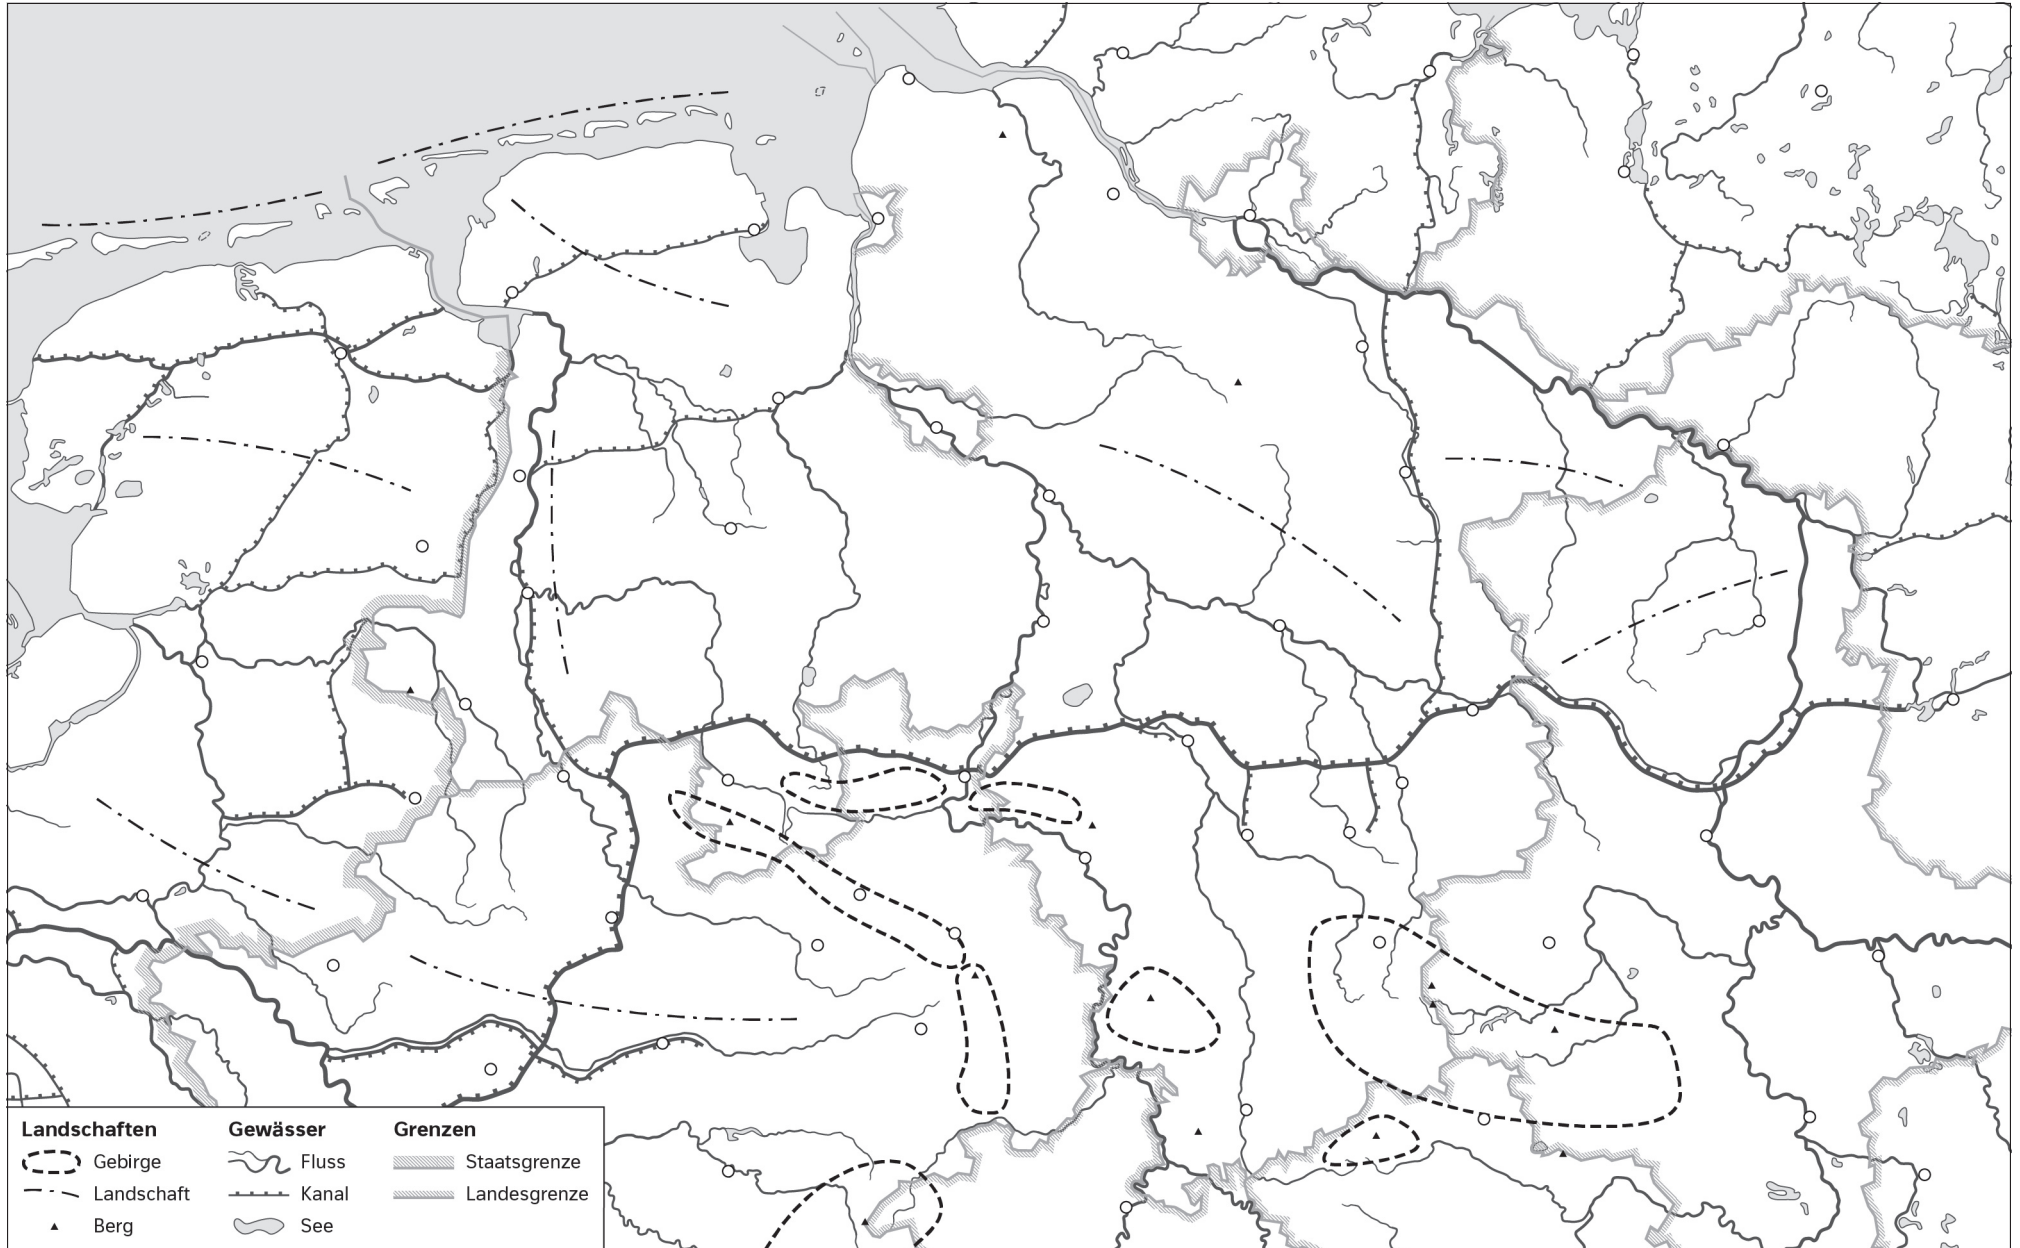 Landschaften
Gebirge
Landschaft
Berg
Gewässer
Fluss
Kanal
See
Grenzen
Staatsgrenze
Landesgrenze